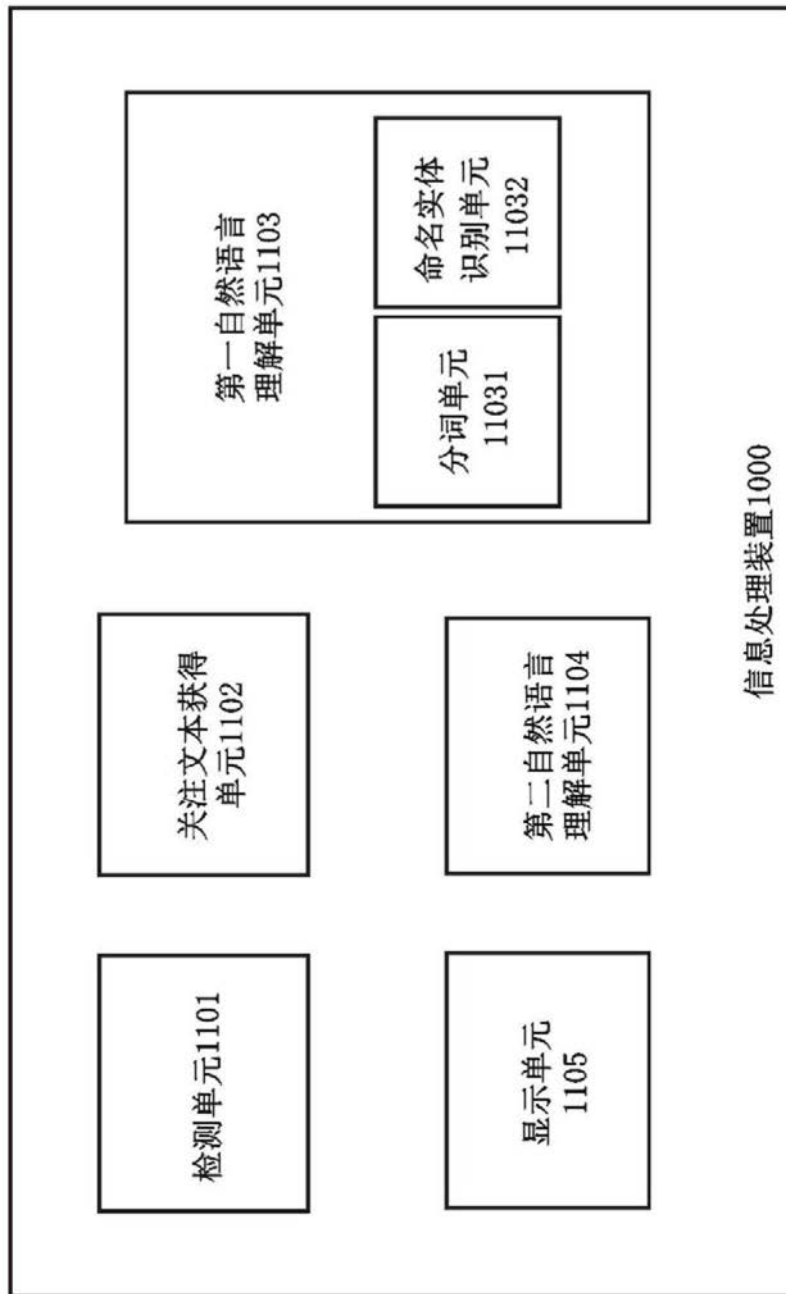 检测单元1101
关注文本获得
单元1102
第一自然语言
理解单元1103
分词单元
11031
命名实体
识别单元
11032
显示单元
1105
第二自然语言
理解单元1104
信息处理装置1000